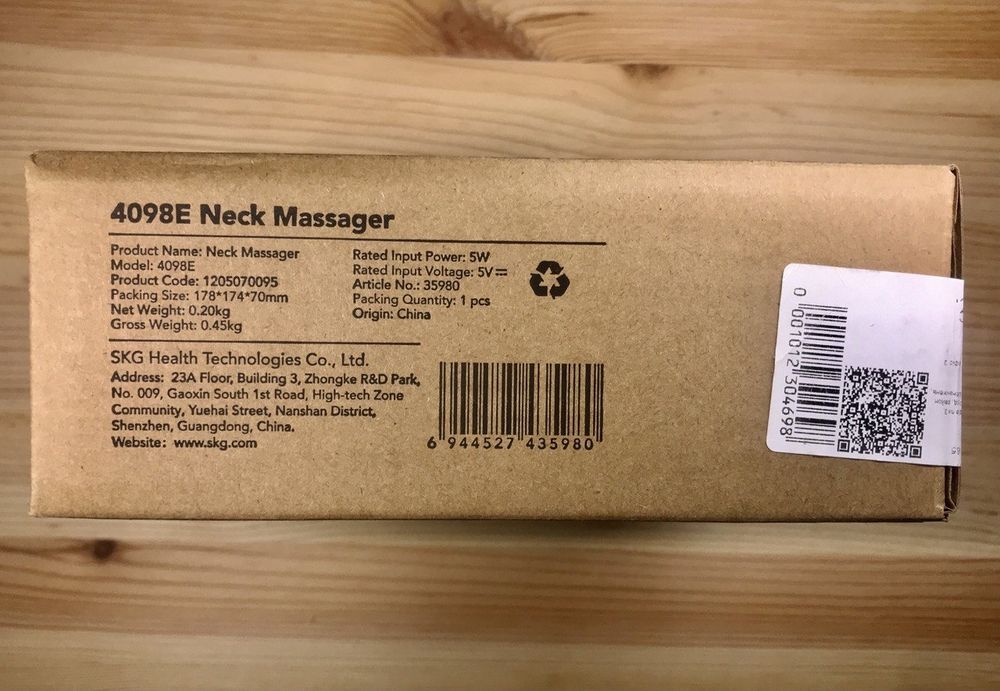 4098E Neck Massager
Product Name: Neck Massager
Model: 4098E
Product Code: 1205070095
Packing Size: 178*174*70mm
Net Weight: 0.20kg
Gross Weight: 0.45kg
Rated Input Power: 5W
Rated Input Voltage: 5V⎓
Article No.: 35980
Packing Quantity: 1 pcs
Origin: China
SKG Health Technologies Co., Ltd.
Address: 23A Floor, Building 3, Zhongke R&D Park,
No. 009, Gaoxin South 1st Road, High-tech Zone
Community, Yuehai Street, Nanshan District,
Shenzhen, Guangdong, China.
Website: www.skg.com
6 944527 435980
0 001012 304698